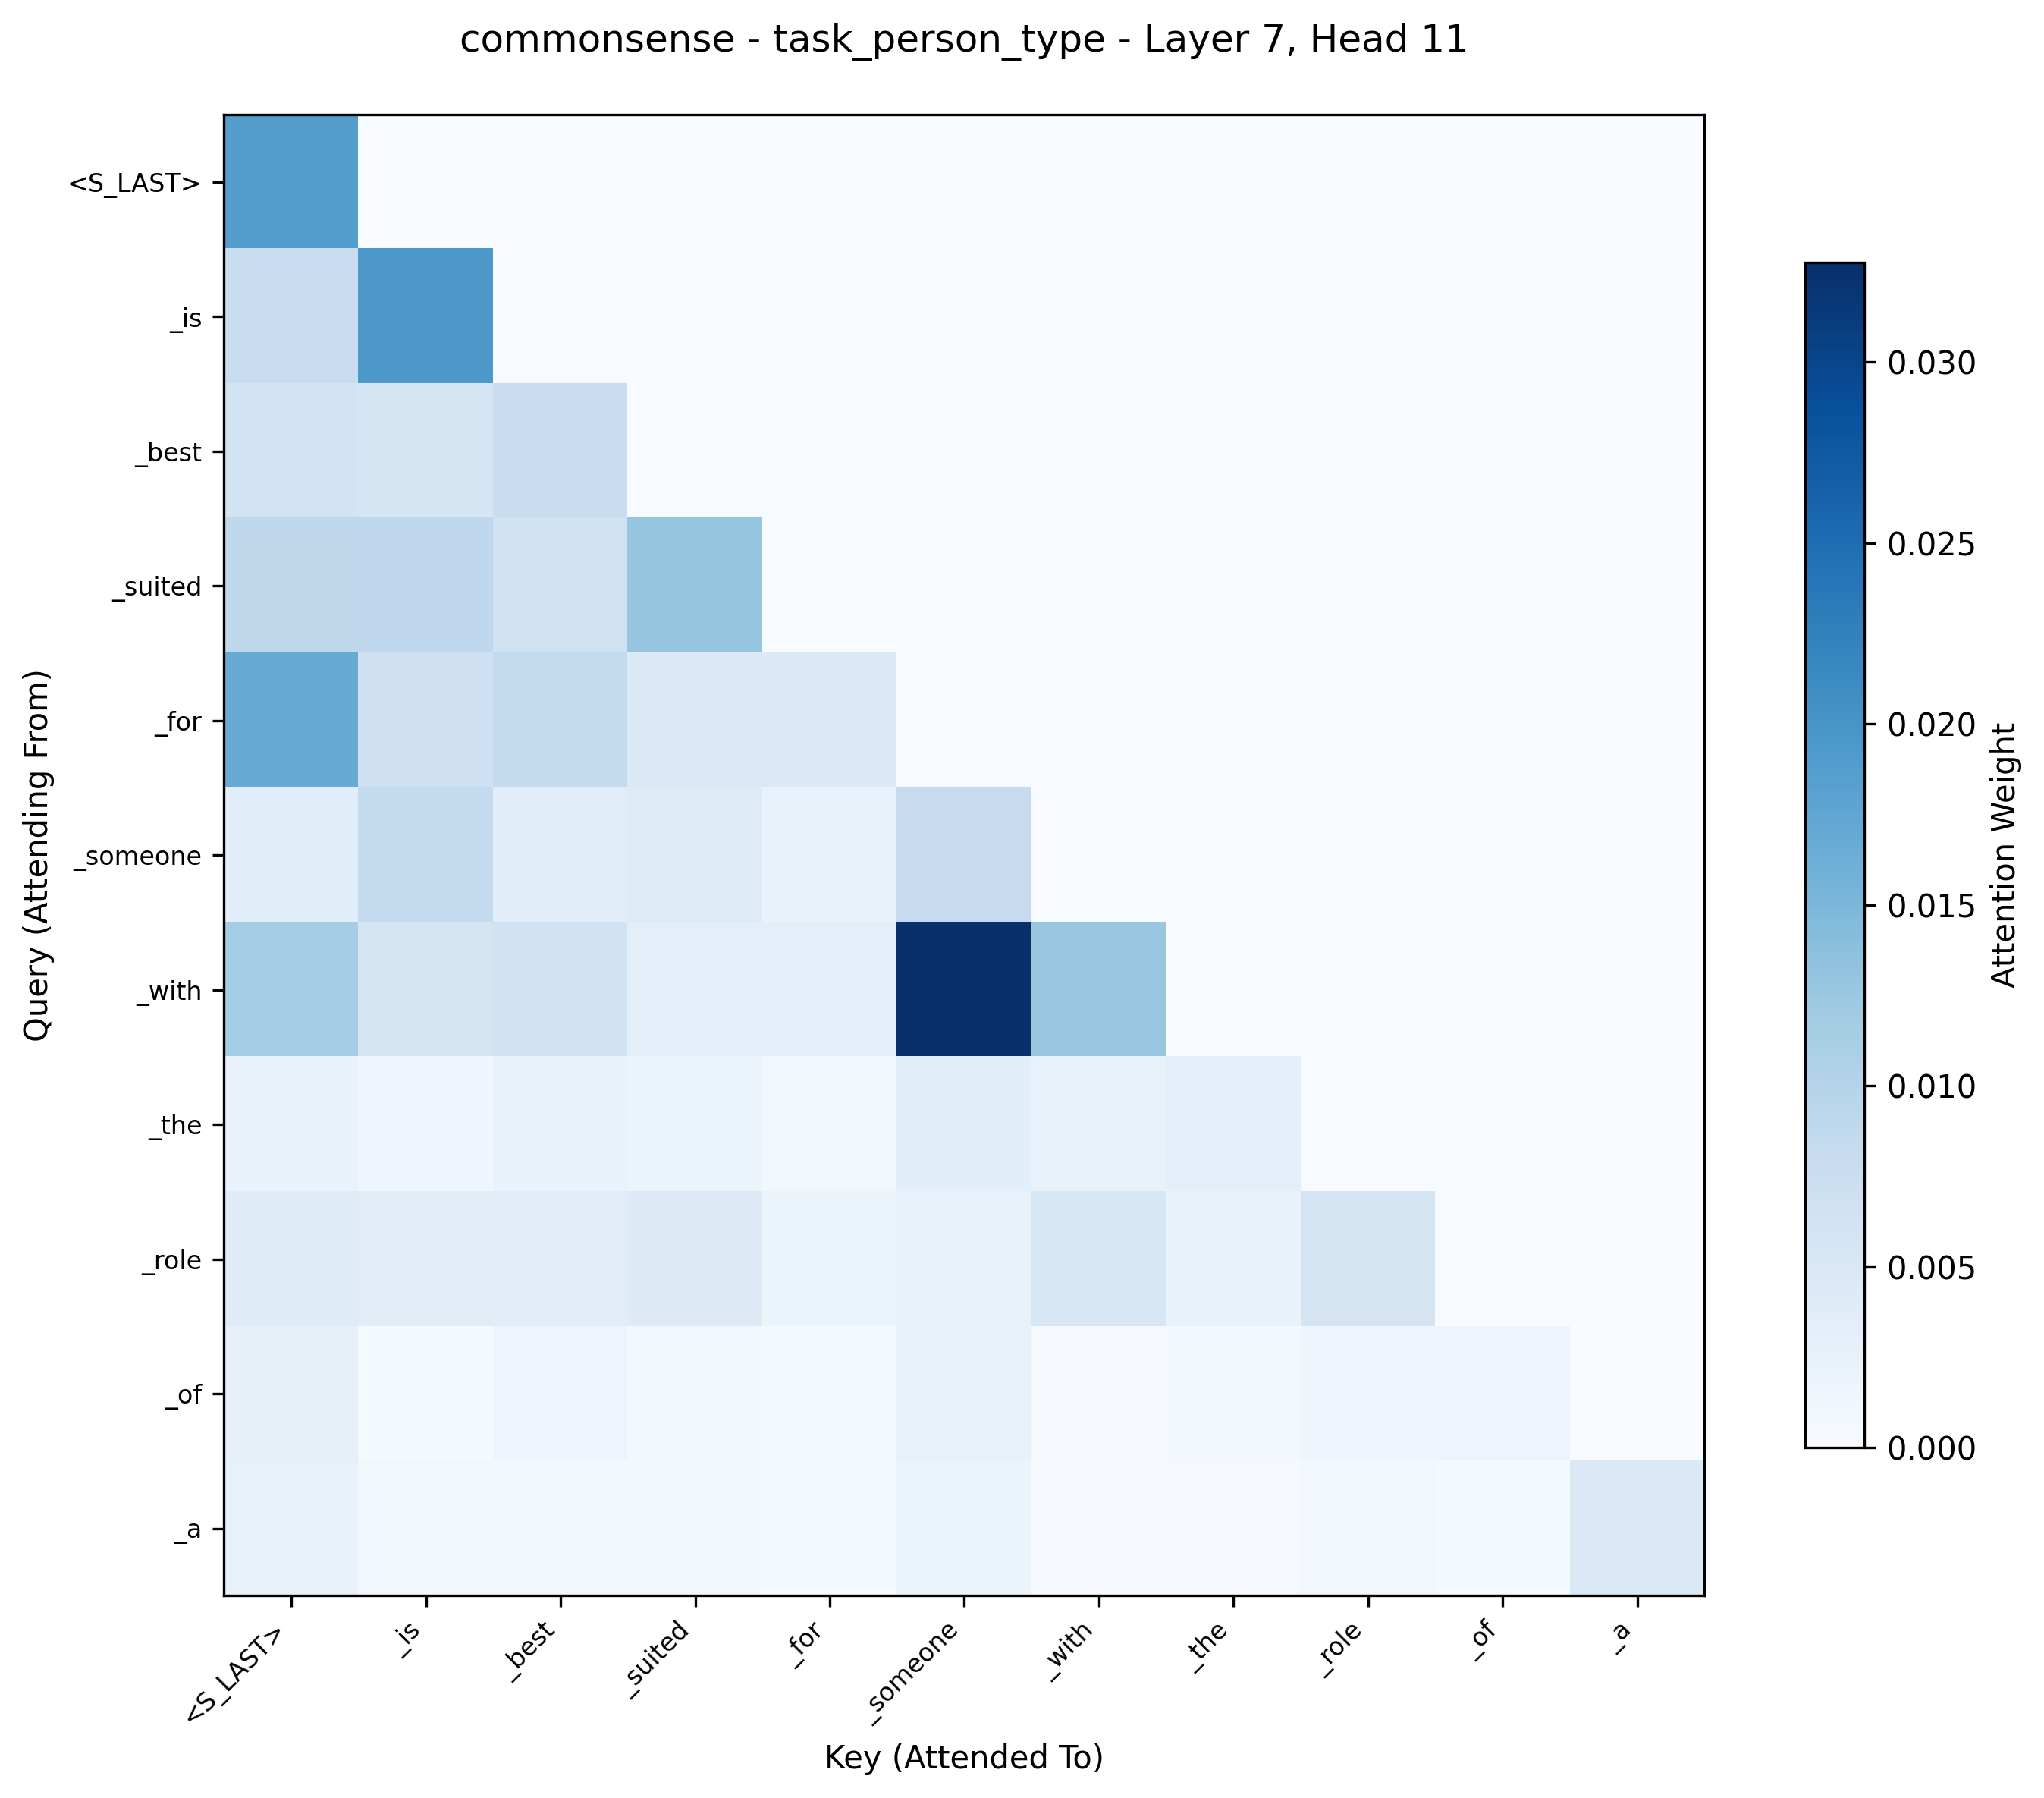 commonsense - task_person_type - Layer 7, Head 11
Query (Attending From)
<S_LAST>
_is
_best
_suited
_for
_someone
_with
_the
_role
_of
_a
<S_LAST>
_is
_best
_suited
_for
_someone
_with
_the
_role
_of
_a
Key (Attended To)
0.030
0.025
0.020
0.015
0.010
0.005
0.000
Attention Weight